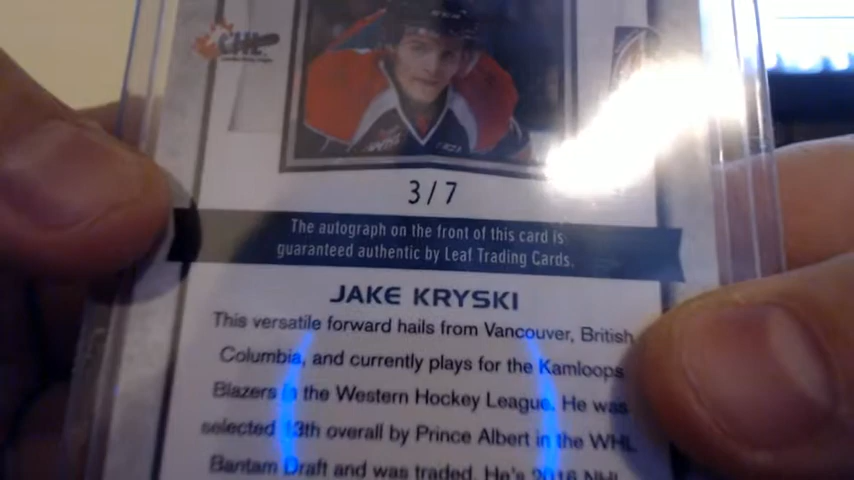 CHL
3/7
The autograph on the front of this card is
guaranteed authentic by Leaf Trading Cards.
JAKE KRYSKI
This versatile forward hails from Vancouver, British
Columbia, and currently plays for the Kamloops
Blazers in the Western Hockey League. He was
selected 13th overall by Prince Albert in the WHL
Bantam Draft and was traded. He's 2016 NHL